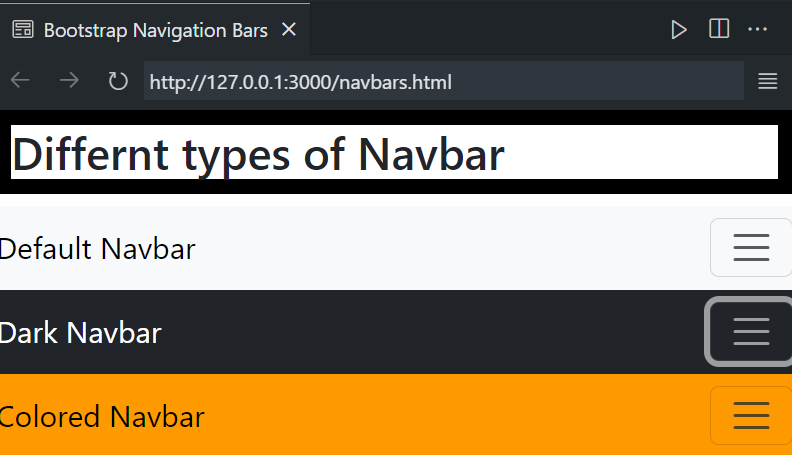 Bootstrap Navigation Bars
http://127.0.0.1:3000/navbars.html
Differnt types of Navbar
Default Navbar
Dark Navbar
Colored Navbar